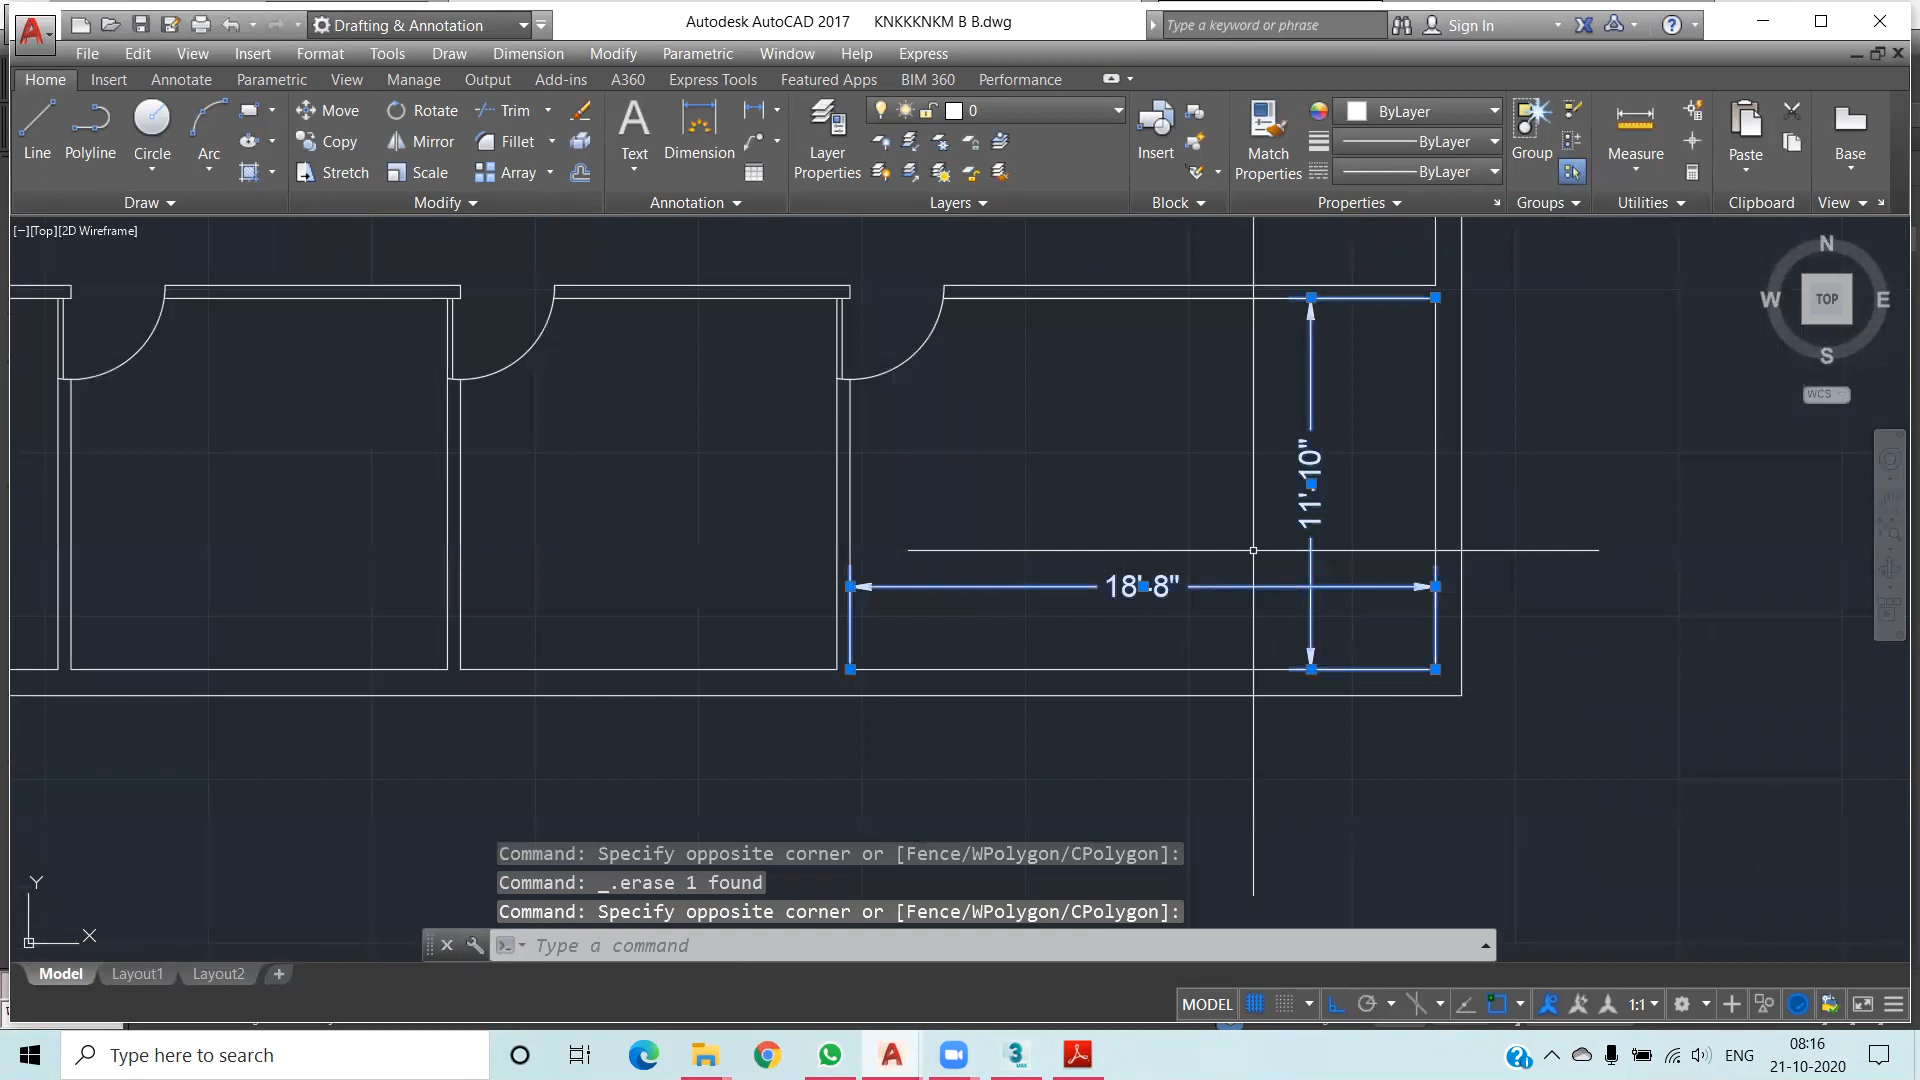 Drafting & Annotation
Autodesk AutoCAD 2017 KNKKKNKM B B.dwg
Type a keyword or phrase
Sign In
File Edit View Insert Format Tools Draw Dimension Modify Parametric Window Help Express
Home Insert Annotate Parametric View Manage Output Add-ins A360 Express Tools Featured Apps BIM 360 Performance
Line Polyline Circle Arc
Move Rotate Trim
Copy Mirror Fillet
Stretch Scale Array
Text Dimension
Layer Properties
0
Insert
Match Properties
ByLayer
ByLayer
ByLayer
Group
Measure
Paste
Base
Draw Modify Annotation Layers Block Properties Groups Utilities Clipboard View
[−][Top][2D Wireframe]
N
W TOP E
S
WCS
11'-10"
18'-8"
Y
X
Command: Specify opposite corner or [Fence/WPolygon/CPolygon]:
Command: _.erase 1 found
Command: Specify opposite corner or [Fence/WPolygon/CPolygon]:
Type a command
Model Layout1 Layout2 +
MODEL 1:1
Type here to search
ENG
08:16
21-10-2020